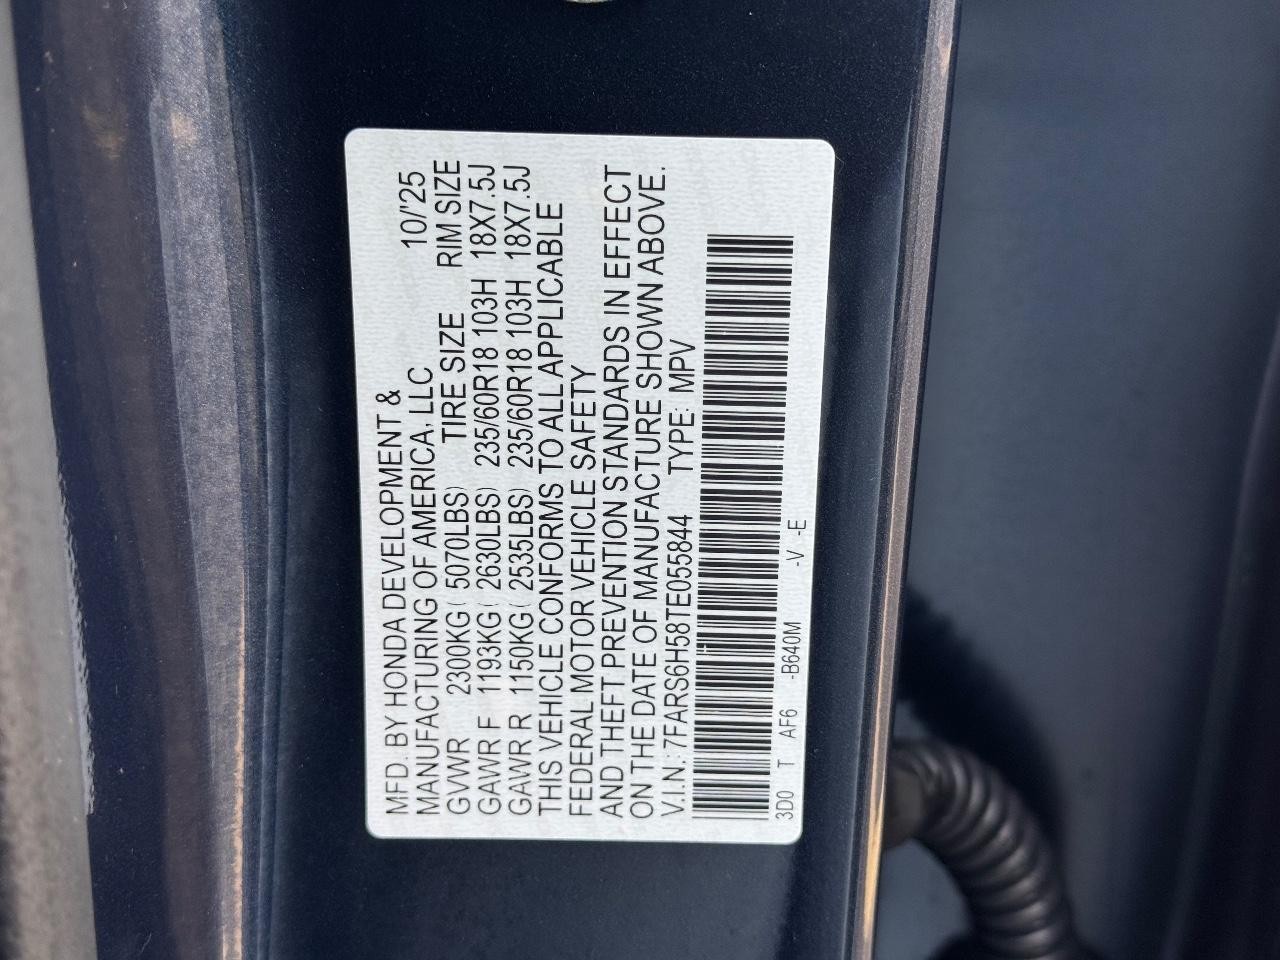 MFD. BY HONDA DEVELOPMENT &
MANUFACTURING OF AMERICA, LLC 10/'25
GVWR 2300KG ( 5070LBS) TIRE SIZE RIM SIZE
GAWR F 1193KG ( 2630LBS) 235/60R18 103H 18X7.5J
GAWR R 1150KG ( 2535LBS) 235/60R18 103H 18X7.5J
THIS VEHICLE CONFORMS TO ALL APPLICABLE
FEDERAL MOTOR VEHICLE SAFETY
AND THEFT PREVENTION STANDARDS IN EFFECT
ON THE DATE OF MANUFACTURE SHOWN ABOVE.
V.I.N.: 7FARS6H58TE055844 TYPE: MPV
3D0 T AF6 -B640M -V -E